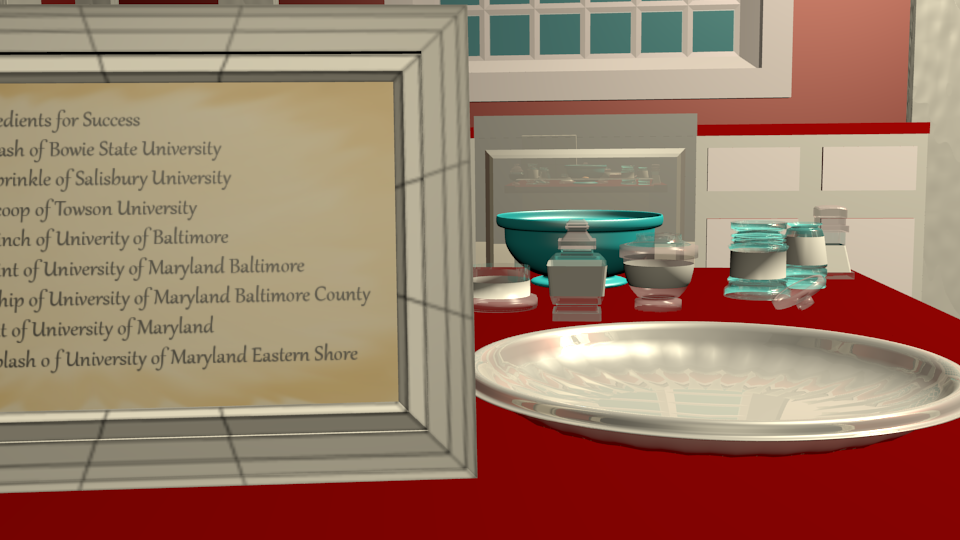 edients for Success
ash of Bowie State University
prinkle of Salisbury University
coop of Towson University
inch of Univerity of Baltimore
nt of University of Maryland Baltimore
hip of University of Maryland Baltimore County
t of University of Maryland
plash o f University of Maryland Eastern Shore